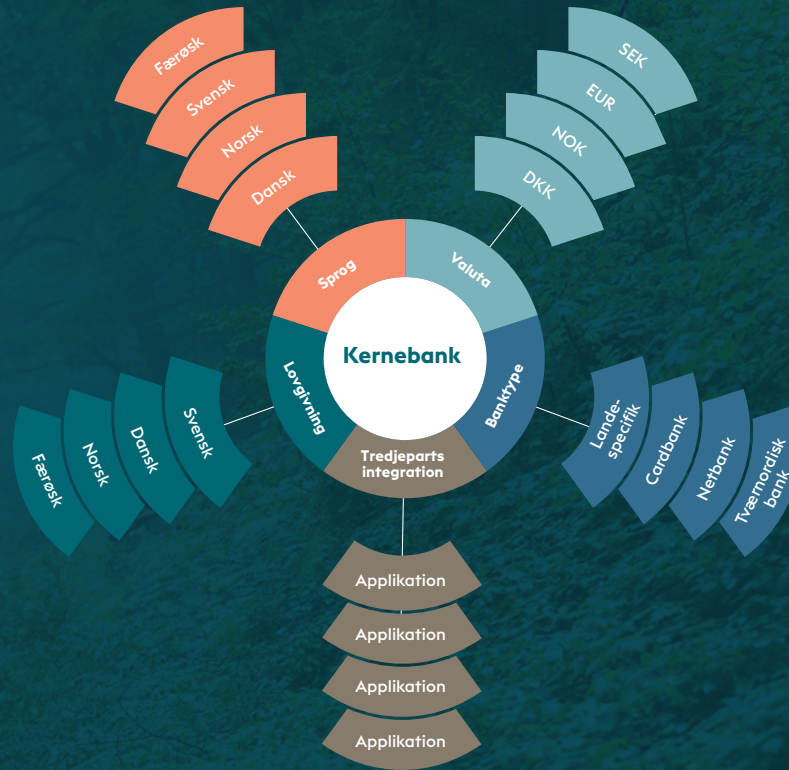 Færøsk
Svensk
Norsk
Dansk
SEK
EUR
NOK
DKK
Sprog
Valuta
Kernebank
Lovgivning
Banktype
Tredjeparts
integration
Svensk
Dansk
Norsk
Færøsk
Lande-
specifik
Cardbank
Netbank
Tværnordisk
bank
Applikation
Applikation
Applikation
Applikation